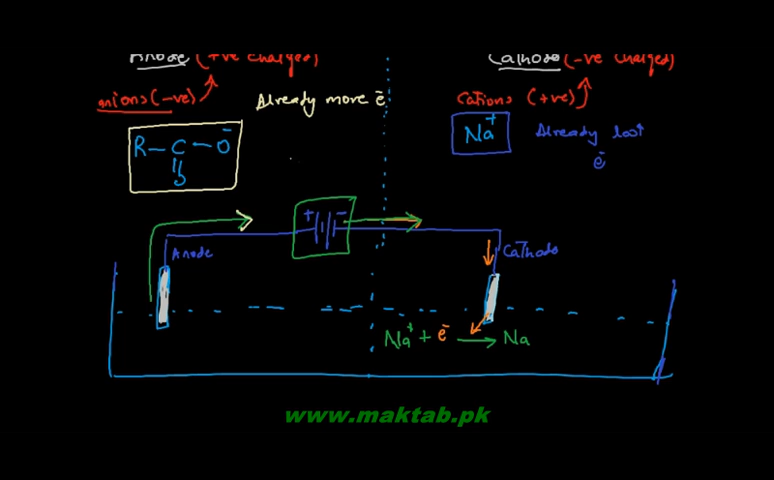 Anode (+ve charged)
Cathode (-ve charged)
anions (-ve)
Already more e⁻
Cations (+ve)
R - C - O⁻
Na⁺
Already lost
e⁻
+ -
Anode
Cathode
Na⁺ + e⁻ → Na
www.maktab.pk